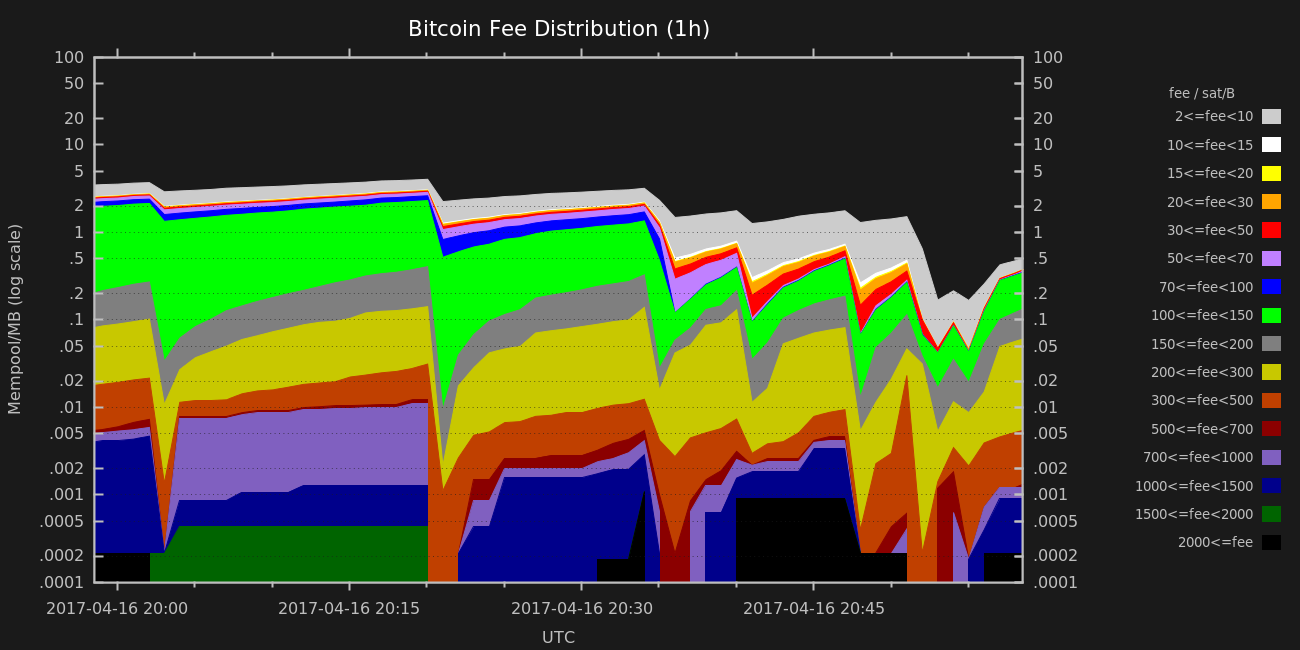 Bitcoin Fee Distribution (1h)
100
50
20
10
5
2
1
.5
.2
.1
.05
.02
.01
.005
.002
.001
.0005
.0002
.0001
Mempool/MB (log scale)
100
50
20
10
5
2
1
.5
.2
.1
.05
.02
.01
.005
.002
.001
.0005
.0002
.0001
2017-04-16 20:00 2017-04-16 20:15 2017-04-16 20:30 2017-04-16 20:45
UTC
fee / sat/B
2<=fee<10
10<=fee<15
15<=fee<20
20<=fee<30
30<=fee<50
50<=fee<70
70<=fee<100
100<=fee<150
150<=fee<200
200<=fee<300
300<=fee<500
500<=fee<700
700<=fee<1000
1000<=fee<1500
1500<=fee<2000
2000<=fee